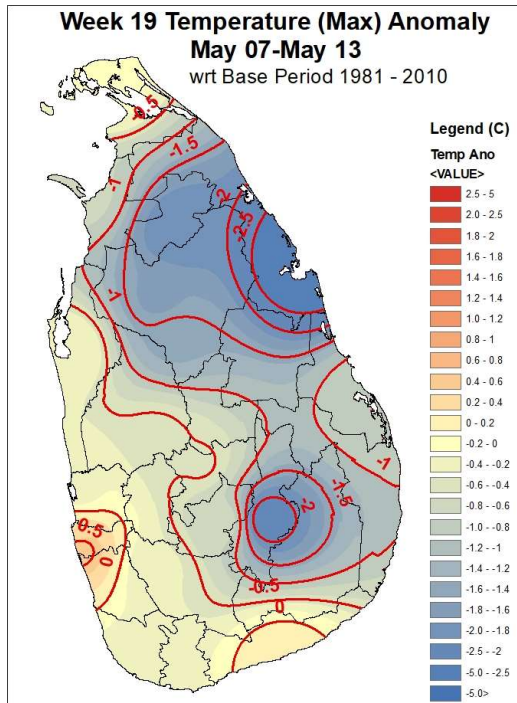 Week 19 Temperature (Max) Anomaly
May 07-May 13
wrt Base Period 1981 - 2010
Legend (C)
Temp Ano
<VALUE>
2.5 - 5
2.0 - 2.5
1.8 - 2
1.6 - 1.8
1.4 - 1.6
1.2 - 1.4
1.0 - 1.2
0.8 - 1
0.6 - 0.8
0.4 - 0.6
0.2 - 0.4
0 - 0.2
-0.2 - 0
-0.4 - -0.2
-0.6 - -0.4
-0.8 - -0.6
-1.0 - -0.8
-1.2 - -1
-1.4 - -1.2
-1.6 - -1.4
-1.8 - -1.6
-2.0 - -1.8
-2.5 - -2
-5.0 - -2.5
-5.0>
-0.5
-1.5
-1
-2
-2.5
-1
-1
-1.5
-2
0.5
0
-0.5
0